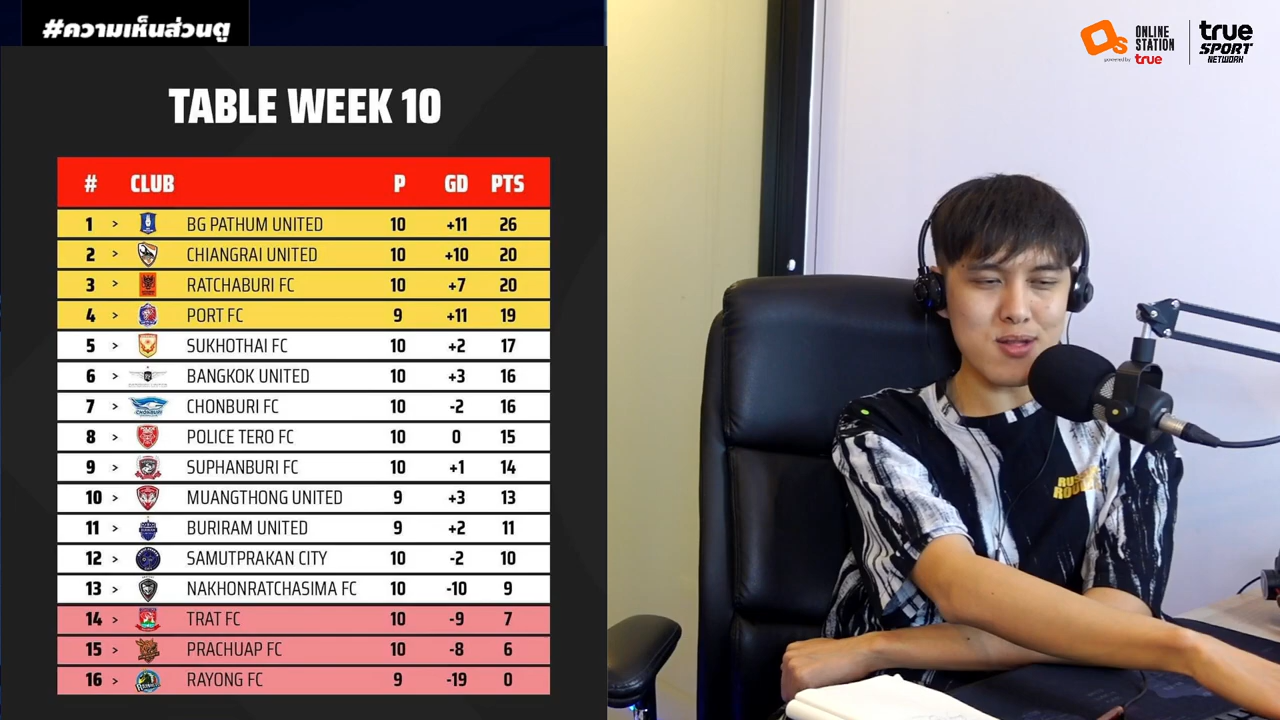 #ความเห็นส่วนตู
TABLE WEEK 10
# CLUB P GD PTS
1 > BG PATHUM UNITED 10 +11 26
2 > CHIANGRAI UNITED 10 +10 20
3 > RATCHABURI FC 10 +7 20
4 > PORT FC 9 +11 19
5 > SUKHOTHAI FC 10 +2 17
6 > BANGKOK UNITED 10 +3 16
7 > CHONBURI FC 10 -2 16
8 > POLICE TERO FC 10 0 15
9 > SUPHANBURI FC 10 +1 14
10 > MUANGTHONG UNITED 9 +3 13
11 > BURIRAM UNITED 9 +2 11
12 > SAMUTPRAKAN CITY 10 -2 10
13 > NAKHONRATCHASIMA FC 10 -10 9
14 > TRAT FC 10 -9 7
15 > PRACHUAP FC 10 -8 6
16 > RAYONG FC 9 -19 0
OS ONLINE STATION
powered by true
true SPORT NETWORK